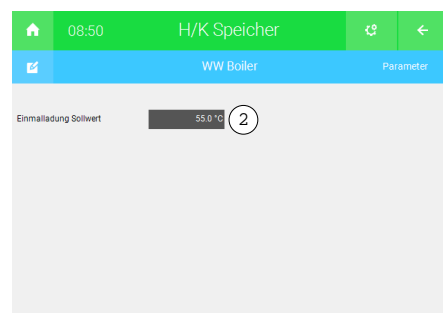 08:50 H/K Speicher
WW Boiler Parameter
Einmalladung Sollwert 55.0 °C 2